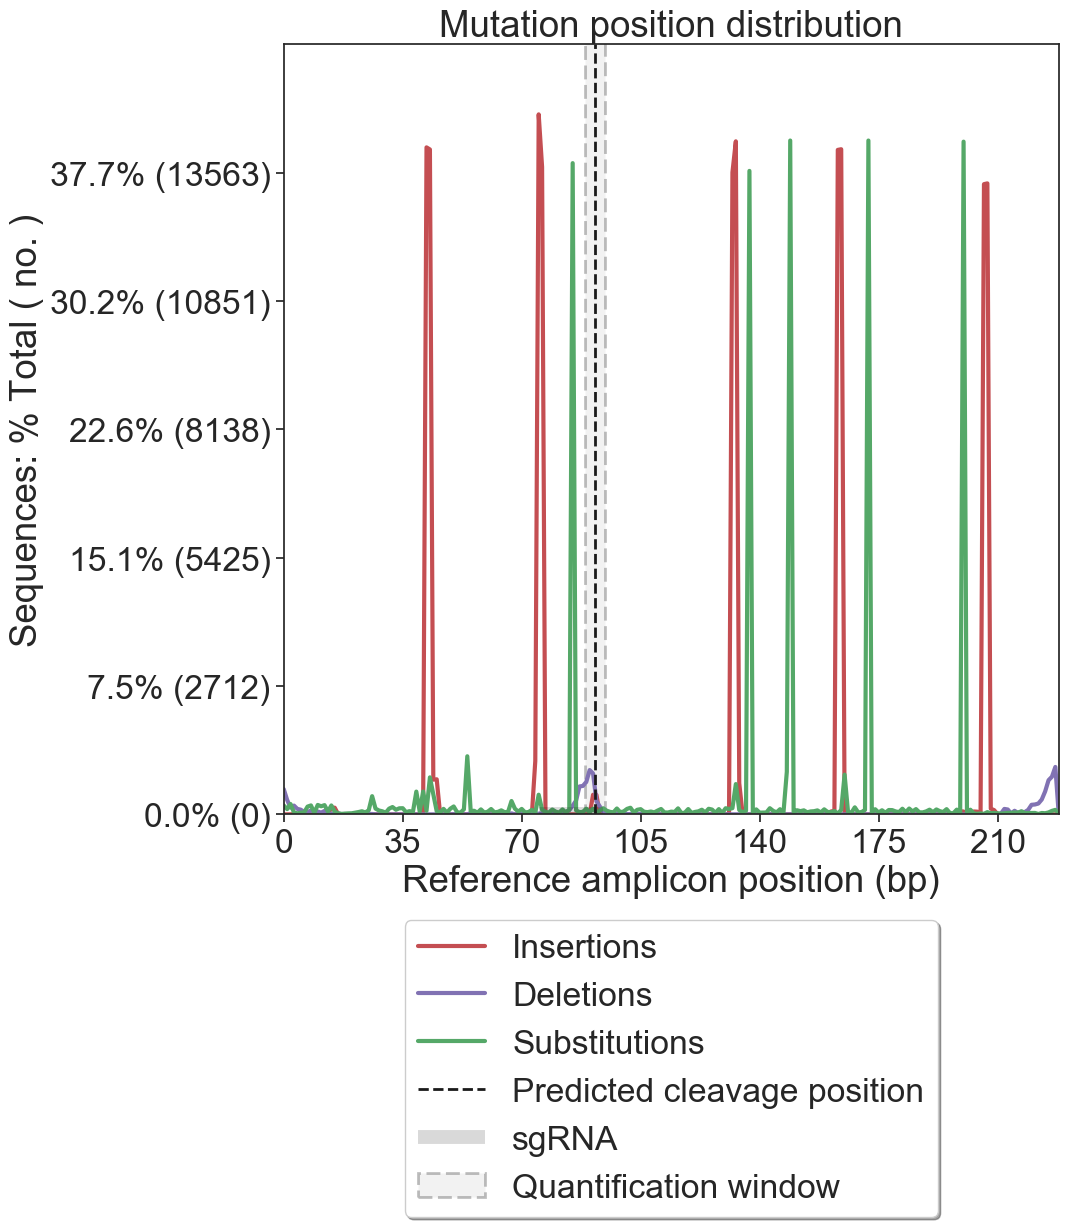 Mutation position distribution
Sequences: % Total ( no. )
37.7% (13563)
30.2% (10851)
22.6% (8138)
15.1% (5425)
7.5% (2712)
0.0% (0)
0 35 70 105 140 175 210
Reference amplicon position (bp)
Insertions
Deletions
Substitutions
Predicted cleavage position
sgRNA
Quantification window